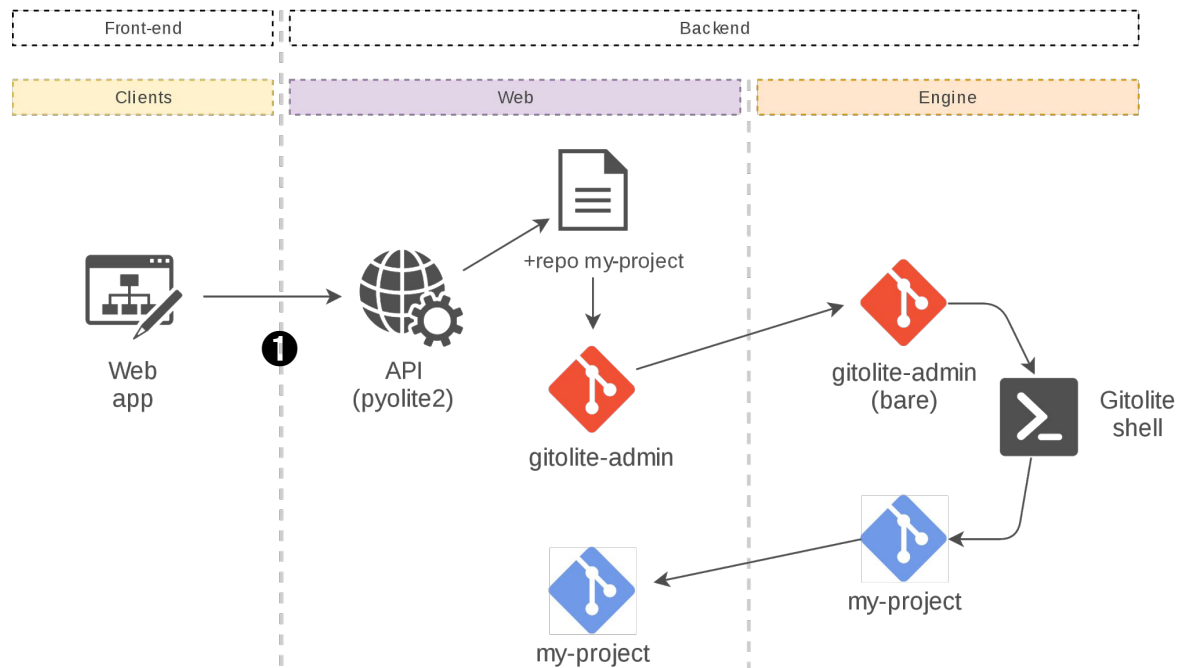 Front-end
Backend
Clients
Web
Engine
+repo my-project
1
Web
app
API
(pyolite2)
gitolite-admin
gitolite-admin
(bare)
Gitolite
shell
my-project
my-project